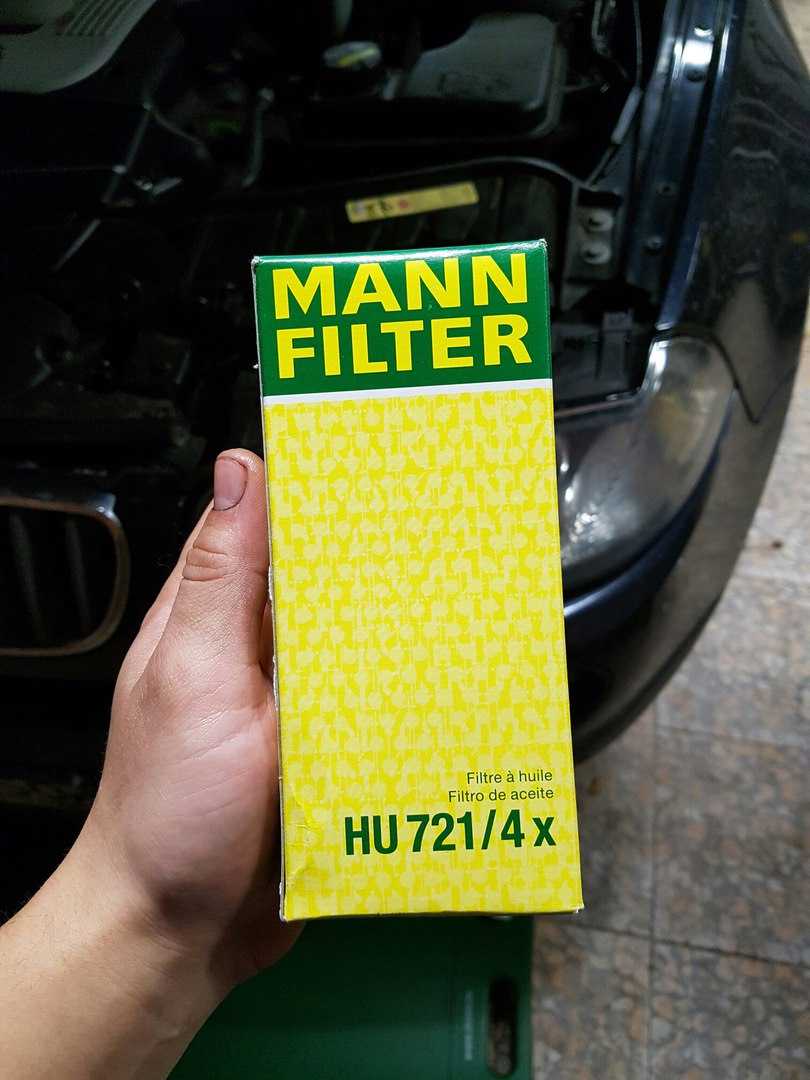 MANN
FILTER
Filtre à huile
Filtro de aceite
HU 721/4 x